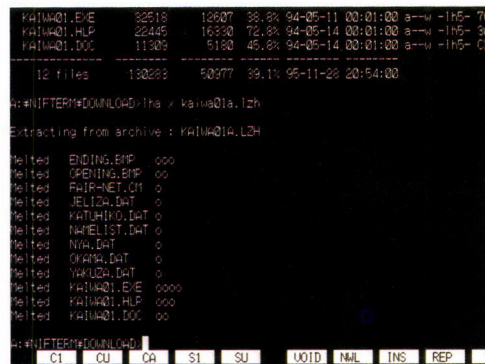 KAIWA01.EXE 32518 12607 38.8% 94-05-11 00:01:00 a--w -lh5-
KAIWA01.HLP 22445 16330 72.8% 94-05-14 00:01:00 a--w -lh5-
KAIWA01.DOC 11309 5180 45.8% 94-05-14 00:01:00 a--w -lh5-
12 files 130283 50977 39.1% 95-11-28 20:54:00
A:¥NIFTERM¥DOWNLOAD>lha x kaiwa01a.lzh
Extracting from archive : KAIWA01A.LZH
Melted ENDING.BMP ooo
Melted OPENING.BMP ooo
Melted FAIR-NET.CM o
Melted JELIZA.DAT o
Melted KATUHIKO.DAT o
Melted NAMELIST.DAT o
Melted NYA.DAT o
Melted OKAMA.DAT o
Melted YAKUZA.DAT o
Melted KAIWA01.EXE oooo
Melted KAIWA01.HLP ooo
Melted KAIWA01.DOC oo
A:¥NIFTERM¥DOWNLOAD>
C1 CU CA S1 SU VOID NWL INS REP